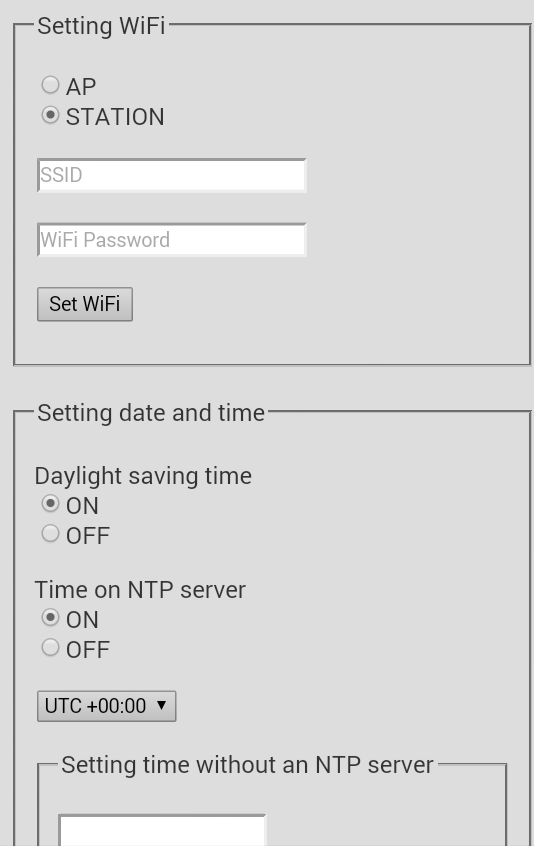 Setting WiFi
AP
STATION
SSID
WiFi Password
Set WiFi
Setting date and time
Daylight saving time
ON
OFF
Time on NTP server
ON
OFF
UTC +00:00
Setting time without an NTP server